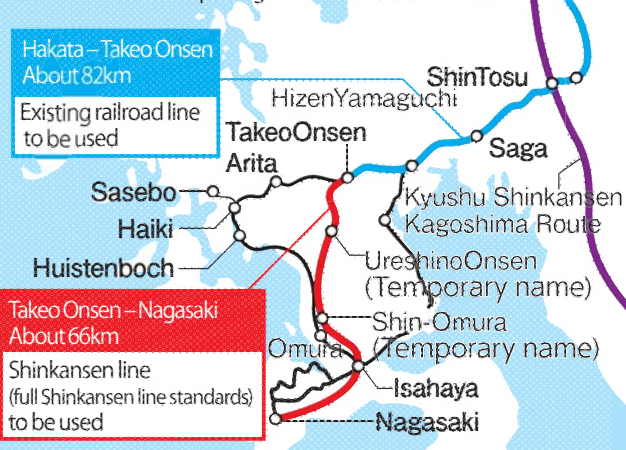 Hakata – Takeo Onsen
About 82km
Existing railroad line
to be used
ShinTosu
HizenYamaguchi
TakeoOnsen
Saga
Arita
Sasebo
Kyushu Shinkansen
Kagoshima Route
Haiki
Huistenboch
UreshinoOnsen
(Temporary name)
Takeo Onsen – Nagasaki
About 66km
Shinkansen line
(full Shinkansen line standards)
to be used
Shin-Omura
(Temporary name)
Omura
Isahaya
Nagasaki